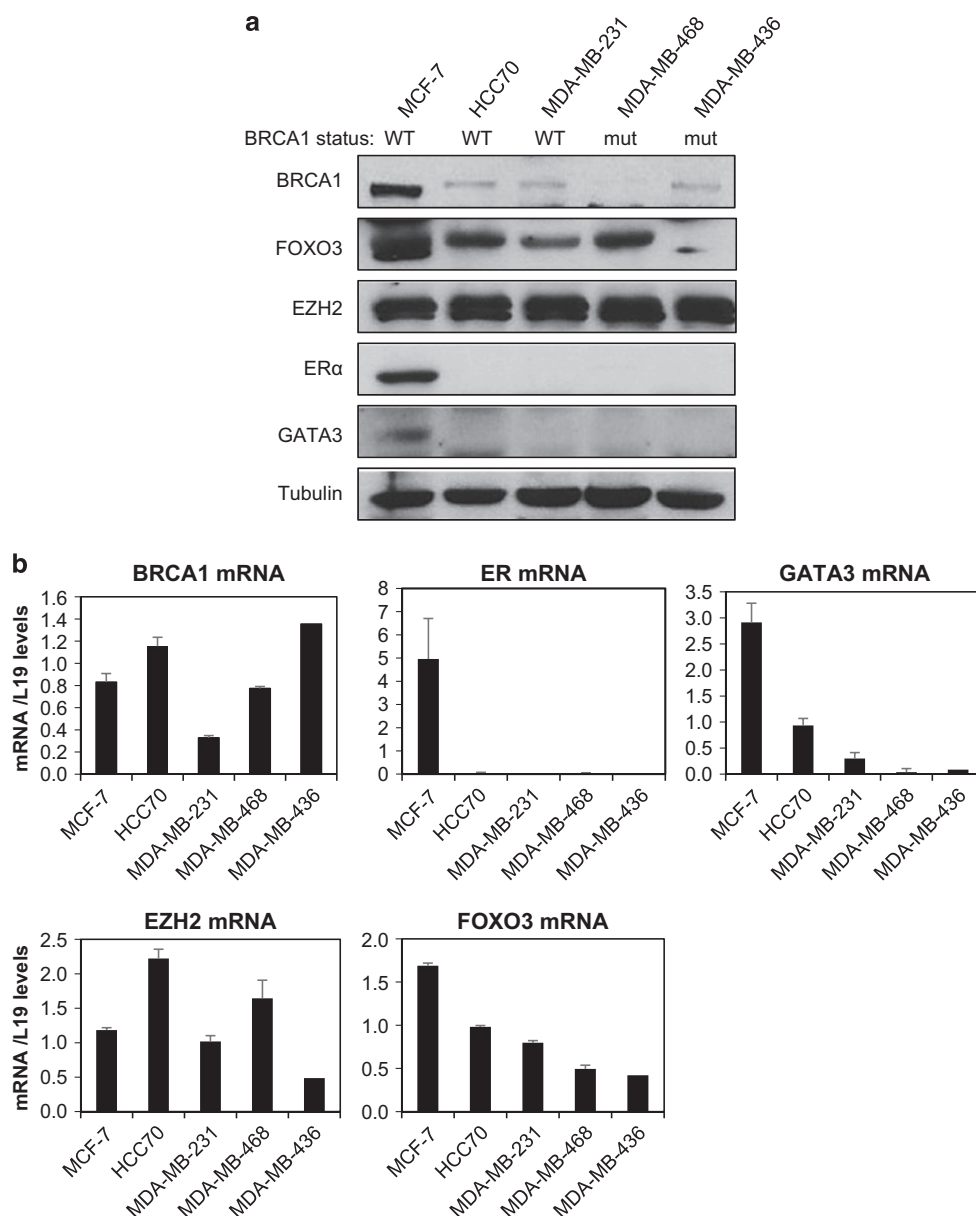 a
MCF-7 HCC70 MDA-MB-231 MDA-MB-468 MDA-MB-436
BRCA1 status: WT WT WT mut mut
BRCA1
FOXO3
EZH2
ERα
GATA3
Tubulin
b
BRCA1 mRNA
mRNA /L19 levels
1.6
1.4
1.2
1.0
0.8
0.6
0.4
0.2
0.0
MCF-7 HCC70 MDA-MB-231 MDA-MB-468 MDA-MB-436
ER mRNA
8
7
6
5
4
3
2
1
0
MCF-7 HCC70 MDA-MB-231 MDA-MB-468 MDA-MB-436
GATA3 mRNA
3.5
3.0
2.5
2.0
1.5
1.0
0.5
0.0
MCF-7 HCC70 MDA-MB-231 MDA-MB-468 MDA-MB-436
EZH2 mRNA
mRNA /L19 levels
2.5
2.0
1.5
1.0
0.5
0.0
MCF-7 HCC70 MDA-MB-231 MDA-MB-468 MDA-MB-436
FOXO3 mRNA
2.0
1.5
1.0
0.5
0.0
MCF-7 HCC70 MDA-MB-231 MDA-MB-468 MDA-MB-436